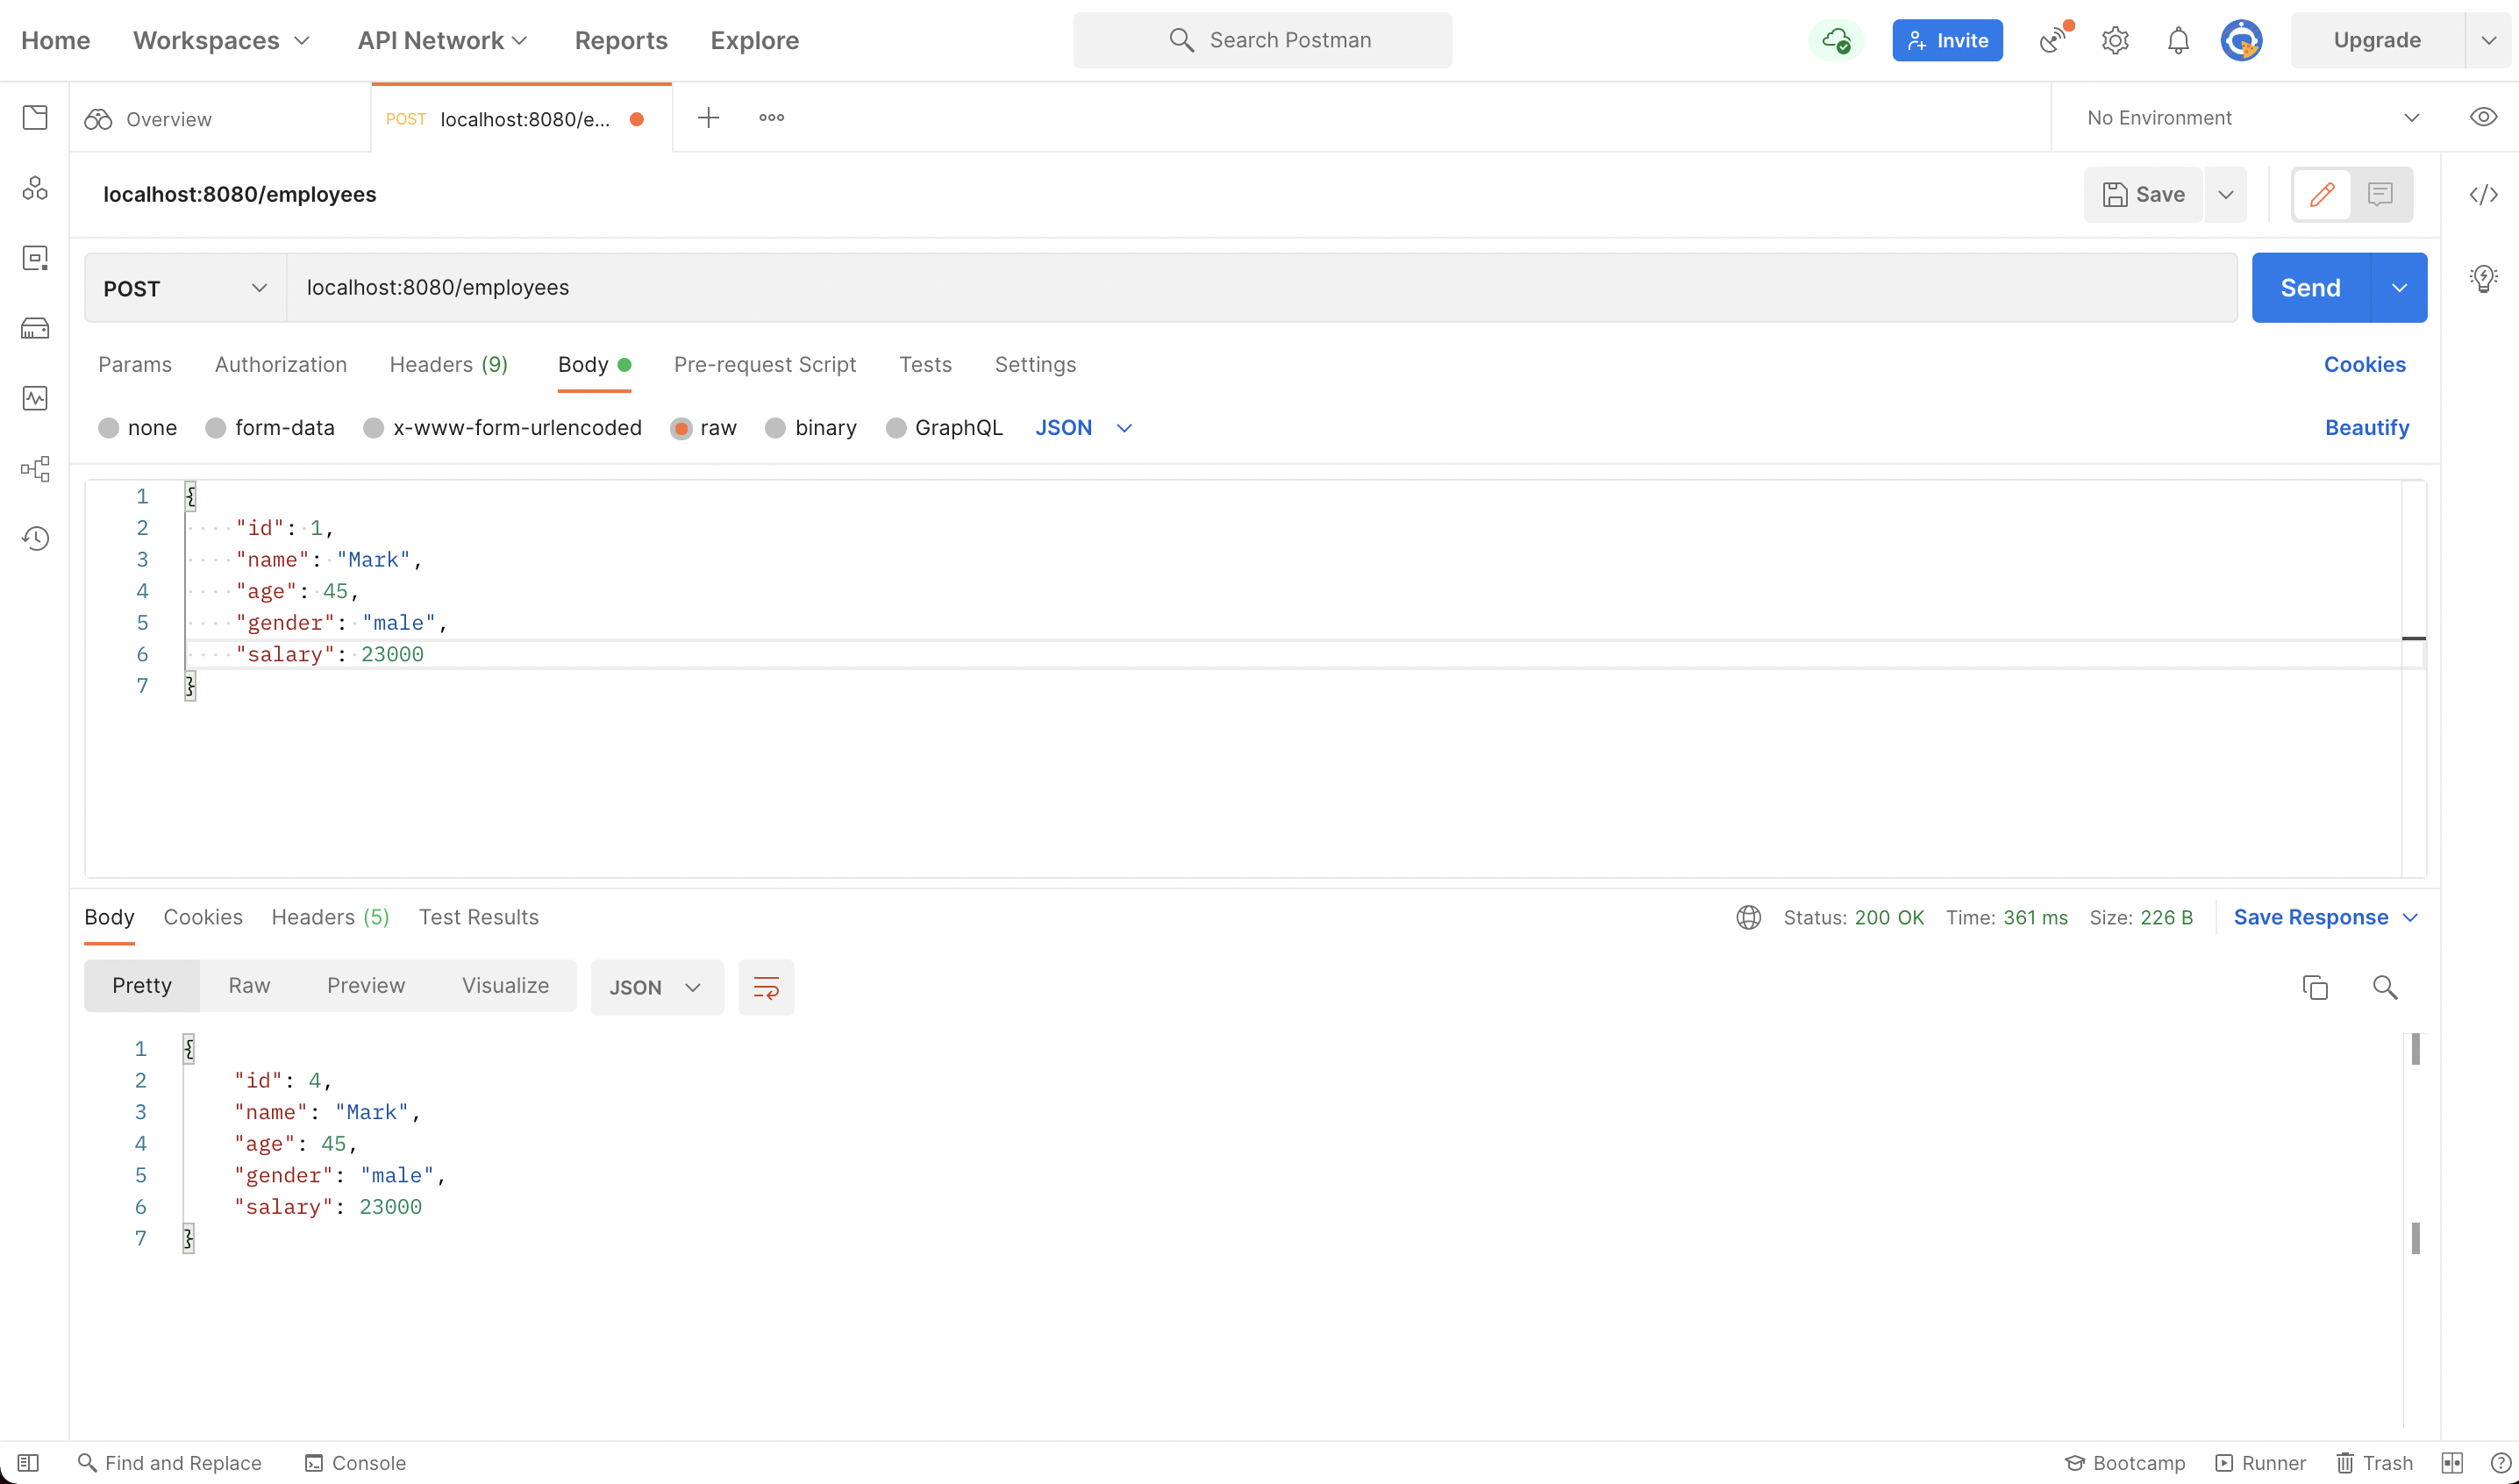 Home Workspaces API Network Reports Explore Search Postman Invite Upgrade
Overview POST localhost:8080/e... No Environment
localhost:8080/employees Save
POST localhost:8080/employees Send
Params Authorization Headers (9) Body Pre-request Script Tests Settings Cookies
none form-data x-www-form-urlencoded raw binary GraphQL JSON Beautify
1 {
2 "id": 1,
3 "name": "Mark",
4 "age": 45,
5 "gender": "male",
6 "salary": 23000
7 }
Body Cookies Headers (5) Test Results Status: 200 OK Time: 361 ms Size: 226 B Save Response
Pretty Raw Preview Visualize JSON
1 {
2 "id": 4,
3 "name": "Mark",
4 "age": 45,
5 "gender": "male",
6 "salary": 23000
7 }
Find and Replace Console Bootcamp Runner Trash